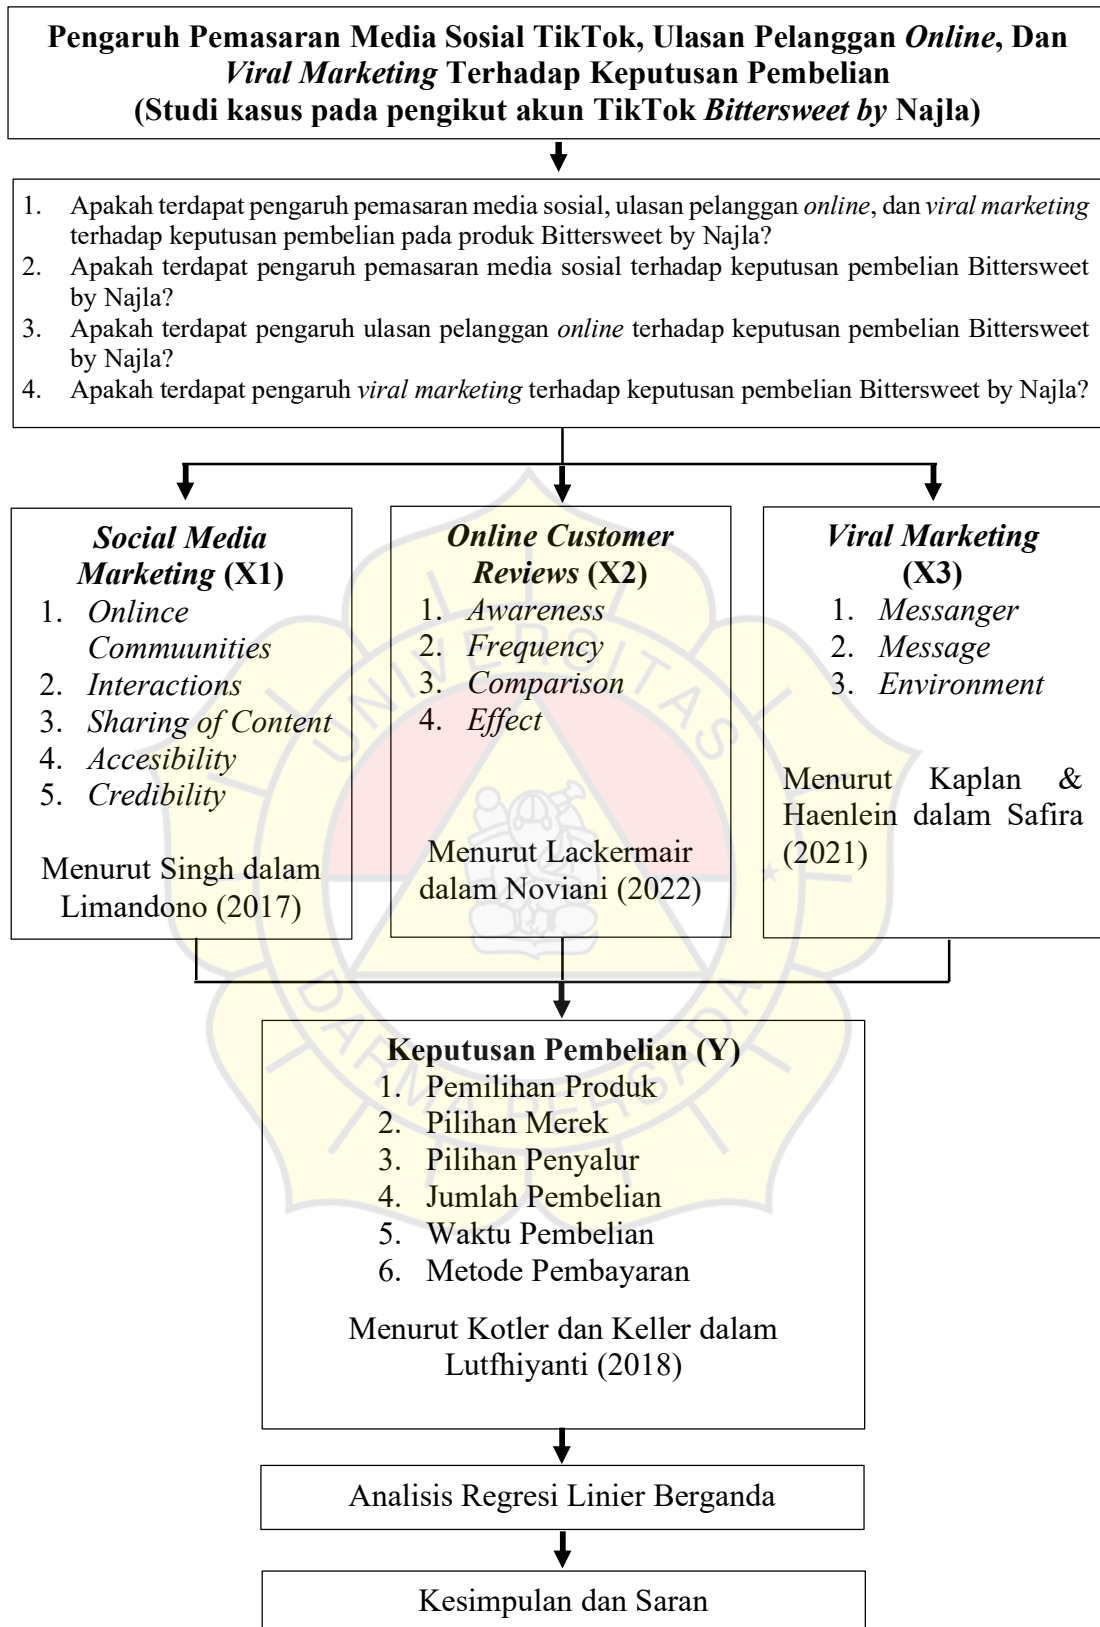 Pengaruh Pemasaran Media Sosial TikTok, Ulasan Pelanggan Online, Dan
Viral Marketing Terhadap Keputusan Pembelian
(Studi kasus pada pengikut akun TikTok Bittersweet by Najla)
1. Apakah terdapat pengaruh pemasaran media sosial, ulasan pelanggan online, dan viral marketing
terhadap keputusan pembelian pada produk Bittersweet by Najla?
2. Apakah terdapat pengaruh pemasaran media sosial terhadap keputusan pembelian Bittersweet
by Najla?
3. Apakah terdapat pengaruh ulasan pelanggan online terhadap keputusan pembelian Bittersweet
by Najla?
4. Apakah terdapat pengaruh viral marketing terhadap keputusan pembelian Bittersweet by Najla?
Social Media
Marketing (X1)
1. Onlince
Commuunities
2. Interactions
3. Sharing of Content
4. Accesibility
5. Credibility
Menurut Singh dalam
Limandono (2017)
Online Customer
Reviews (X2)
1. Awareness
2. Frequency
3. Comparison
4. Effect
Menurut Lackermair
dalam Noviani (2022)
Viral Marketing
(X3)
1. Messanger
2. Message
3. Environment
Menurut Kaplan &
Haenlein dalam Safira
(2021)
UNIVERSITAS
DARMA PERSADA
Keputusan Pembelian (Y)
1. Pemilihan Produk
2. Pilihan Merek
3. Pilihan Penyalur
4. Jumlah Pembelian
5. Waktu Pembelian
6. Metode Pembayaran
Menurut Kotler dan Keller dalam
Lutfhiyanti (2018)
Analisis Regresi Linier Berganda
Kesimpulan dan Saran